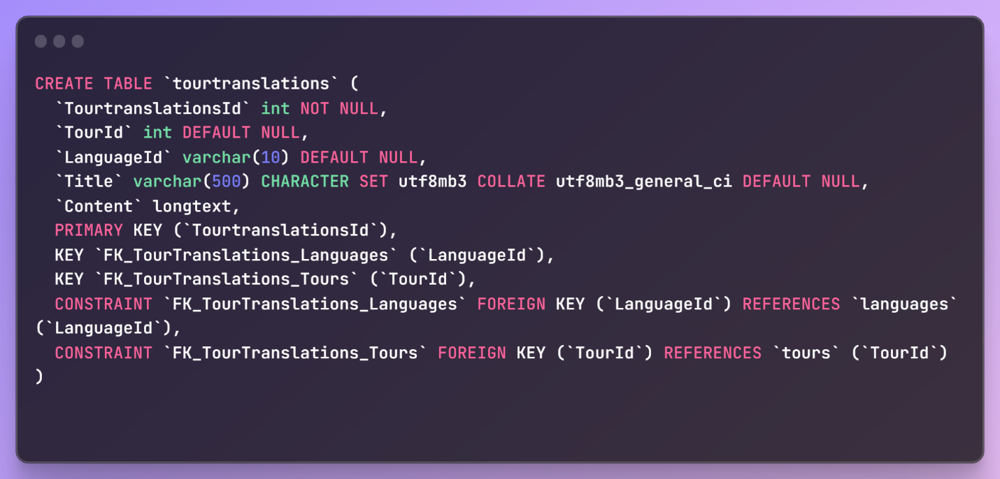 CREATE TABLE `tourtranslations` (
  `TourtranslationsId` int NOT NULL,
  `TourId` int DEFAULT NULL,
  `LanguageId` varchar(10) DEFAULT NULL,
  `Title` varchar(500) CHARACTER SET utf8mb3 COLLATE utf8mb3_general_ci DEFAULT NULL,
  `Content` longtext,
  PRIMARY KEY (`TourtranslationsId`),
  KEY `FK_TourTranslations_Languages` (`LanguageId`),
  KEY `FK_TourTranslations_Tours` (`TourId`),
  CONSTRAINT `FK_TourTranslations_Languages` FOREIGN KEY (`LanguageId`) REFERENCES `languages`
(`LanguageId`),
  CONSTRAINT `FK_TourTranslations_Tours` FOREIGN KEY (`TourId`) REFERENCES `tours` (`TourId`)
)